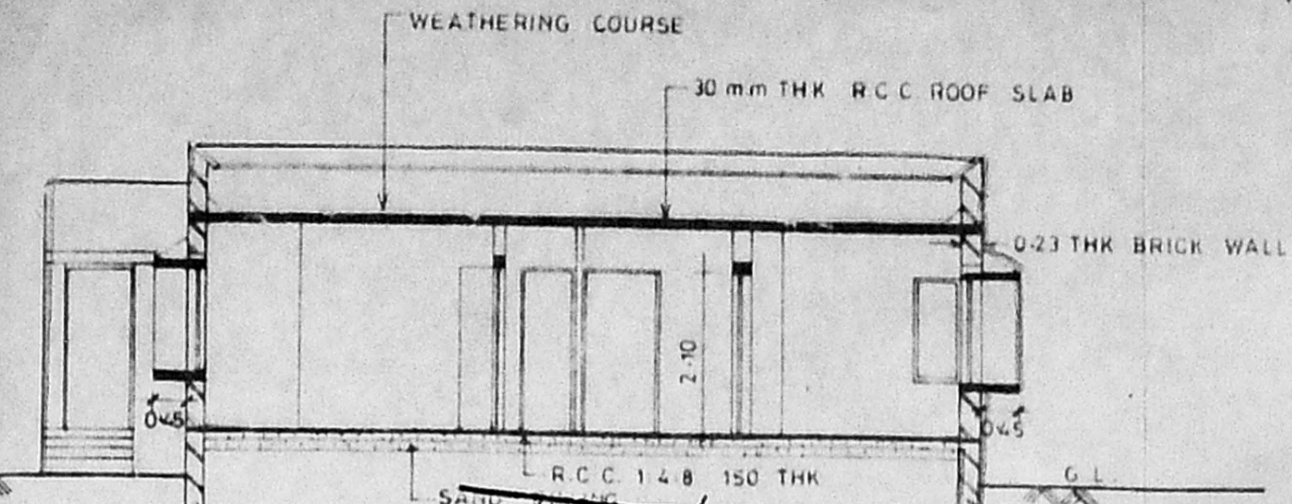 WEATHERING COURSE
30 mm THK R C C ROOF SLAB
0·23 THK BRICK WALL
2·10
0·45
0·45
R.C.C. 1 4 8 150 THK
G L
SAND